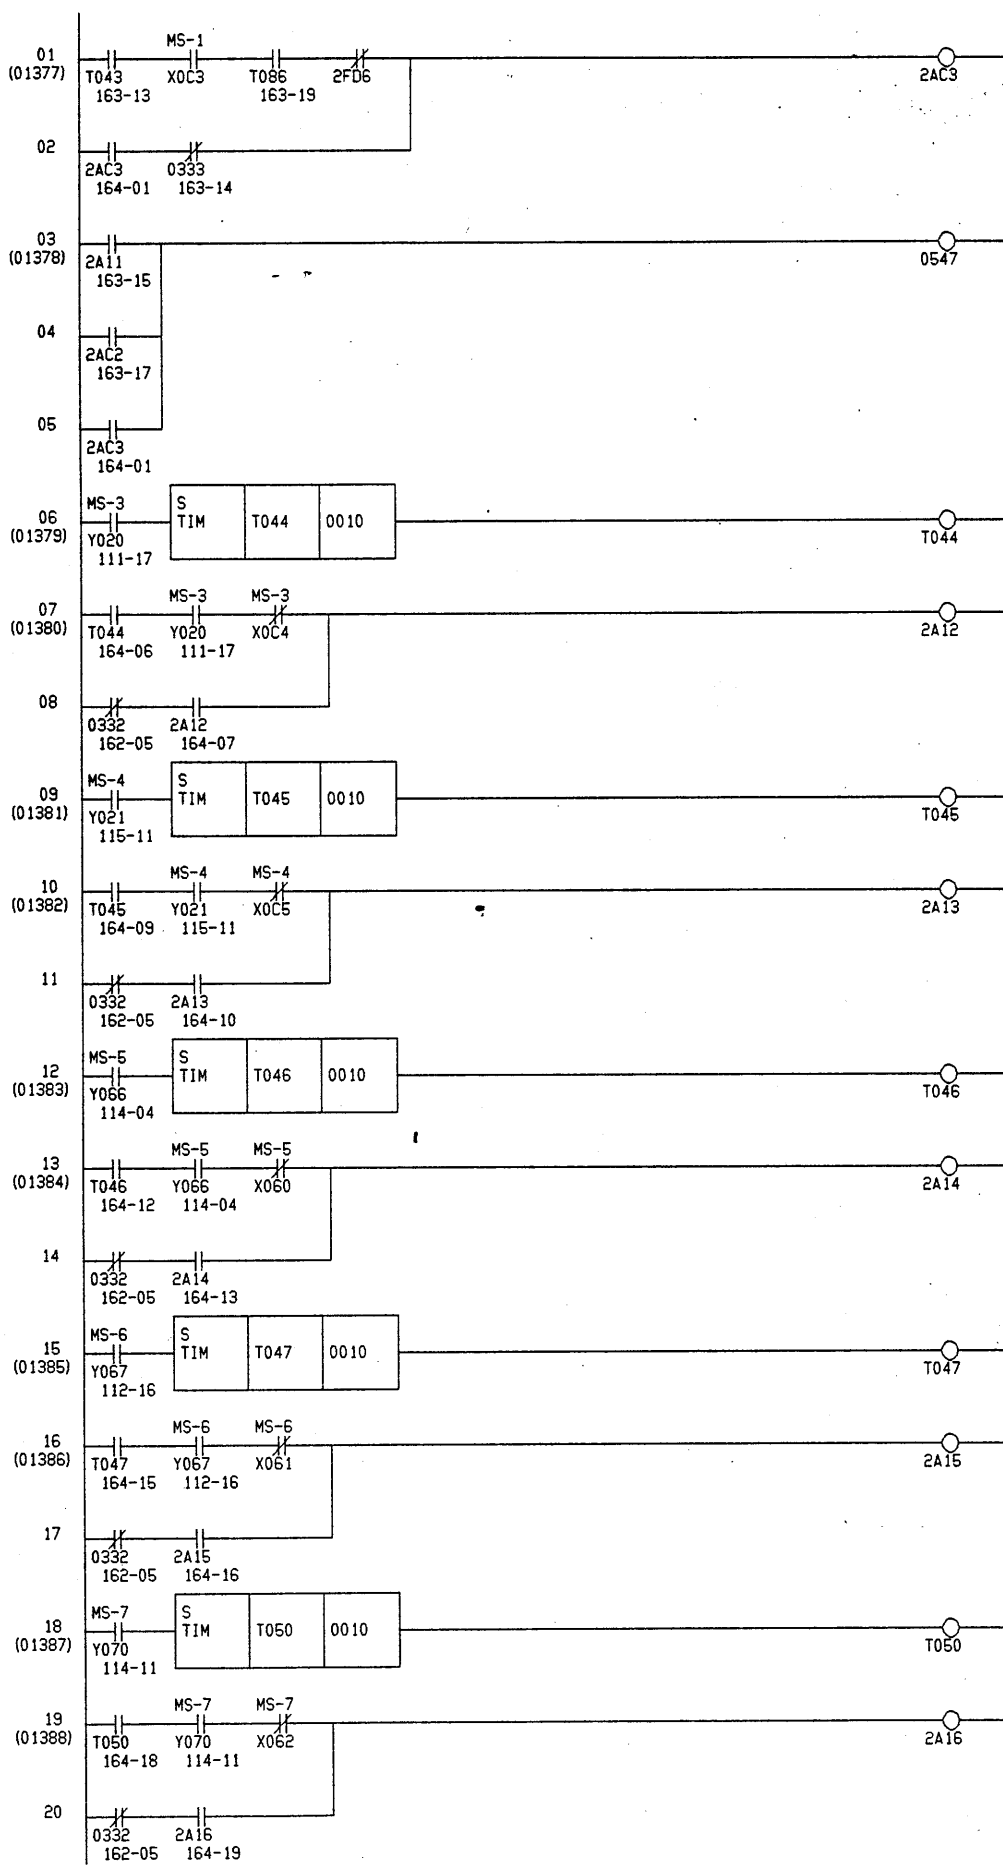 MS-1
01
(01377)
T043 X0C3 T086 2FD6 2AC3
163-13 163-19
02
2AC3 0333
164-01 163-14
03
(01378)
2A11 0547
163-15
04
2AC2
163-17
05
2AC3
164-01
MS-3 S
06 TIM T044 0010
(01379)
Y020 T044
111-17
MS-3 MS-3
07
(01380)
T044 Y020 X0C4 2A12
164-06 111-17
08
0332 2A12
162-05 164-07
MS-4 S
09 TIM T045 0010
(01381)
Y021 T045
115-11
MS-4 MS-4
10
(01382)
T045 Y021 X0C5 2A13
164-09 115-11
11
0332 2A13
162-05 164-10
MS-5 S
12 TIM T046 0010
(01383)
Y066 T046
114-04
MS-5 MS-5
13
(01384)
T046 Y066 X060 2A14
164-12 114-04
14
0332 2A14
162-05 164-13
MS-6 S
15 TIM T047 0010
(01385)
Y067 T047
112-16
MS-6 MS-6
16
(01386)
T047 Y067 X061 2A15
164-15 112-16
17
0332 2A15
162-05 164-16
MS-7 S
18 TIM T050 0010
(01387)
Y070 T050
114-11
MS-7 MS-7
19
(01388)
T050 Y070 X062 2A16
164-18 114-11
20
0332 2A16
162-05 164-19